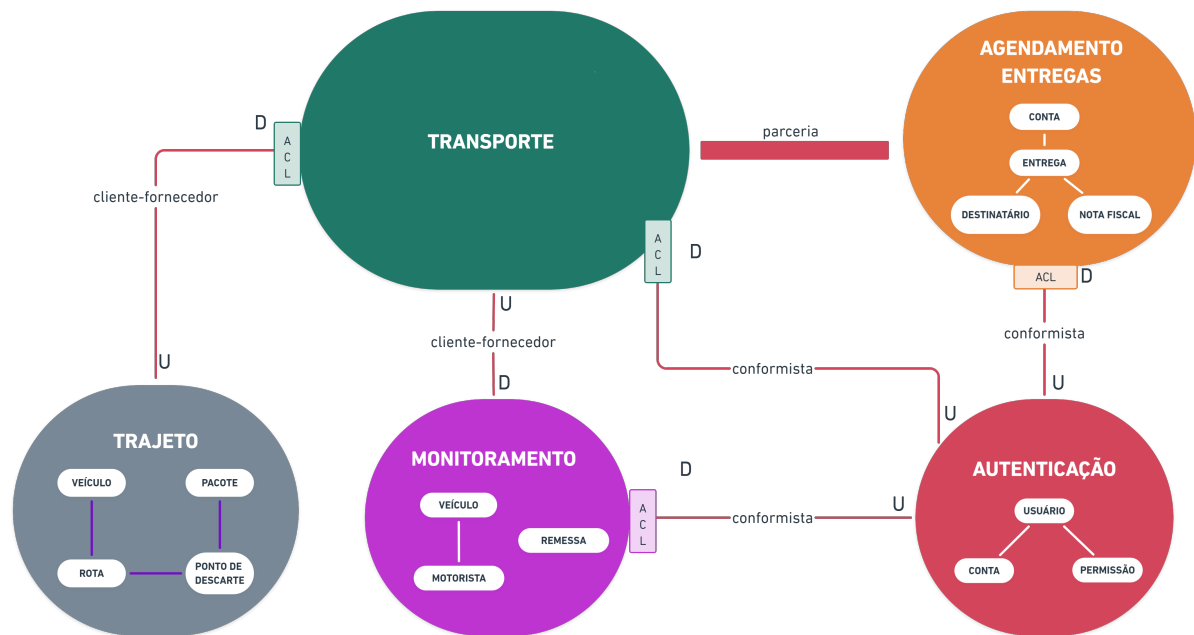 AGENDAMENTO
ENTREGAS
CONTA
ENTREGA
DESTINATÁRIO
NOTA FISCAL
TRANSPORTE
parceria
D
A
C
L
cliente-fornecedor
U
A
C
L
D
ACL
D
U
cliente-fornecedor
D
conformista
U
conformista
U
TRAJETO
VEÍCULO
PACOTE
ROTA
PONTO DE
DESCARTE
MONITORAMENTO
VEÍCULO
REMESSA
MOTORISTA
A
C
L
D
conformista
U
AUTENTICAÇÃO
USUÁRIO
CONTA
PERMISSÃO